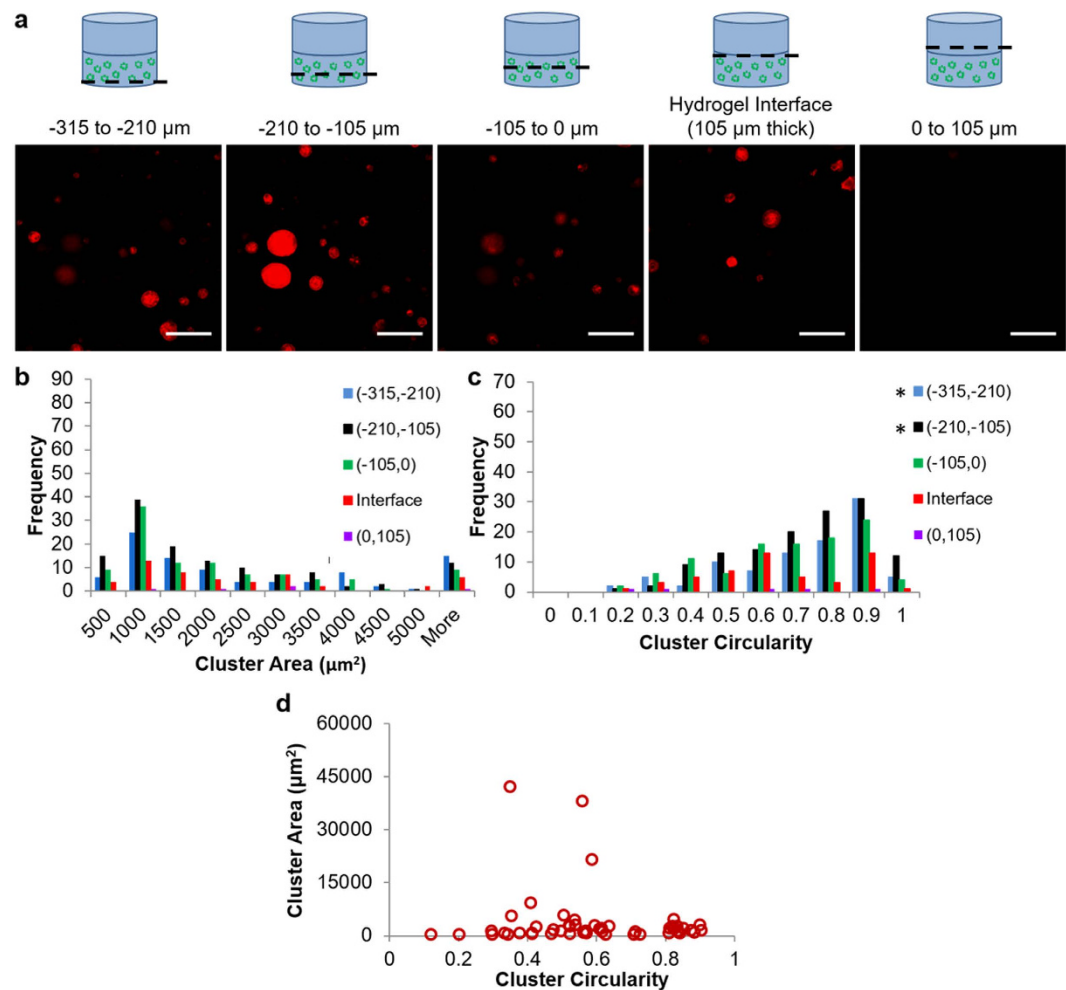 a
Hydrogel Interface
-315 to -210 µm
-210 to -105 µm
-105 to 0 µm
(105 µm thick)
0 to 105 µm
b
90
80
70
60
50
40
30
20
10
0
Frequency
(-315,-210)
(-210,-105)
(-105,0)
Interface
(0,105)
500
1000
1500
2000
2500
3000
3500
4000
4500
5000
More
Cluster Area (µm²)
c
70
60
50
40
30
20
10
0
Frequency
* (-315,-210)
* (-210,-105)
(-105,0)
Interface
(0,105)
0 0.1 0.2 0.3 0.4 0.5 0.6 0.7 0.8 0.9 1
Cluster Circularity
d
60000
45000
30000
15000
0
Cluster Area (µm²)
0 0.2 0.4 0.6 0.8 1
Cluster Circularity